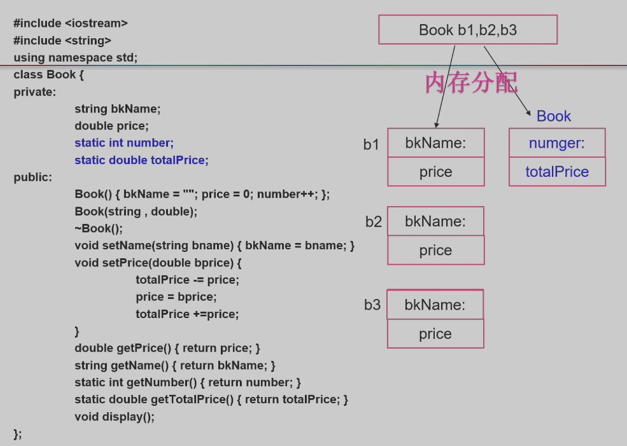 #include <iostream>
#include <string>
using namespace std;
class Book {
private:
string bkName;
double price;
static int number;
static double totalPrice;
public:
Book() { bkName = ""; price = 0; number++; };
Book(string , double);
~Book();
void setName(string bname) { bkName = bname; }
void setPrice(double bprice) {
totalPrice -= price;
price = bprice;
totalPrice +=price;
}
double getPrice() { return price; }
string getName() { return bkName; }
static int getNumber() { return number; }
static double getTotalPrice() { return totalPrice; }
void display();
};
Book b1,b2,b3
内存分配
Book
b1
bkName:
price
numger:
totalPrice
b2
bkName:
price
b3
bkName:
price